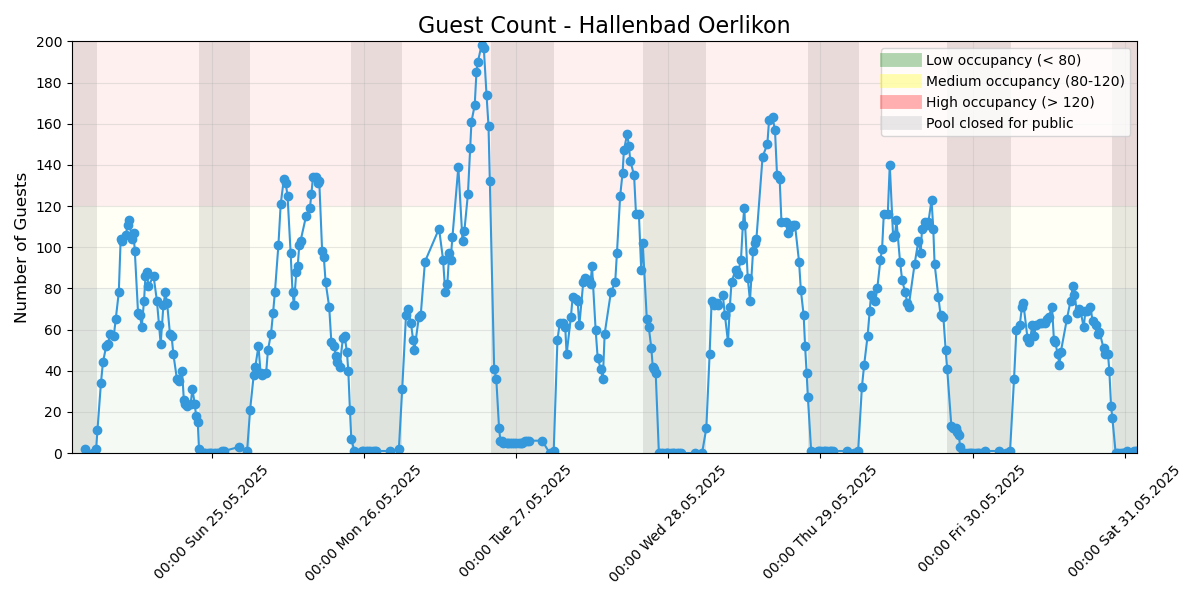 Guest Count - Hallenbad Oerlikon
Number of Guests
200
180
160
140
120
100
80
60
40
20
0
Low occupancy (< 80)
Medium occupancy (80-120)
High occupancy (> 120)
Pool closed for public
00:00 Sun 25.05.2025
00:00 Mon 26.05.2025
00:00 Tue 27.05.2025
00:00 Wed 28.05.2025
00:00 Thu 29.05.2025
00:00 Fri 30.05.2025
00:00 Sat 31.05.2025